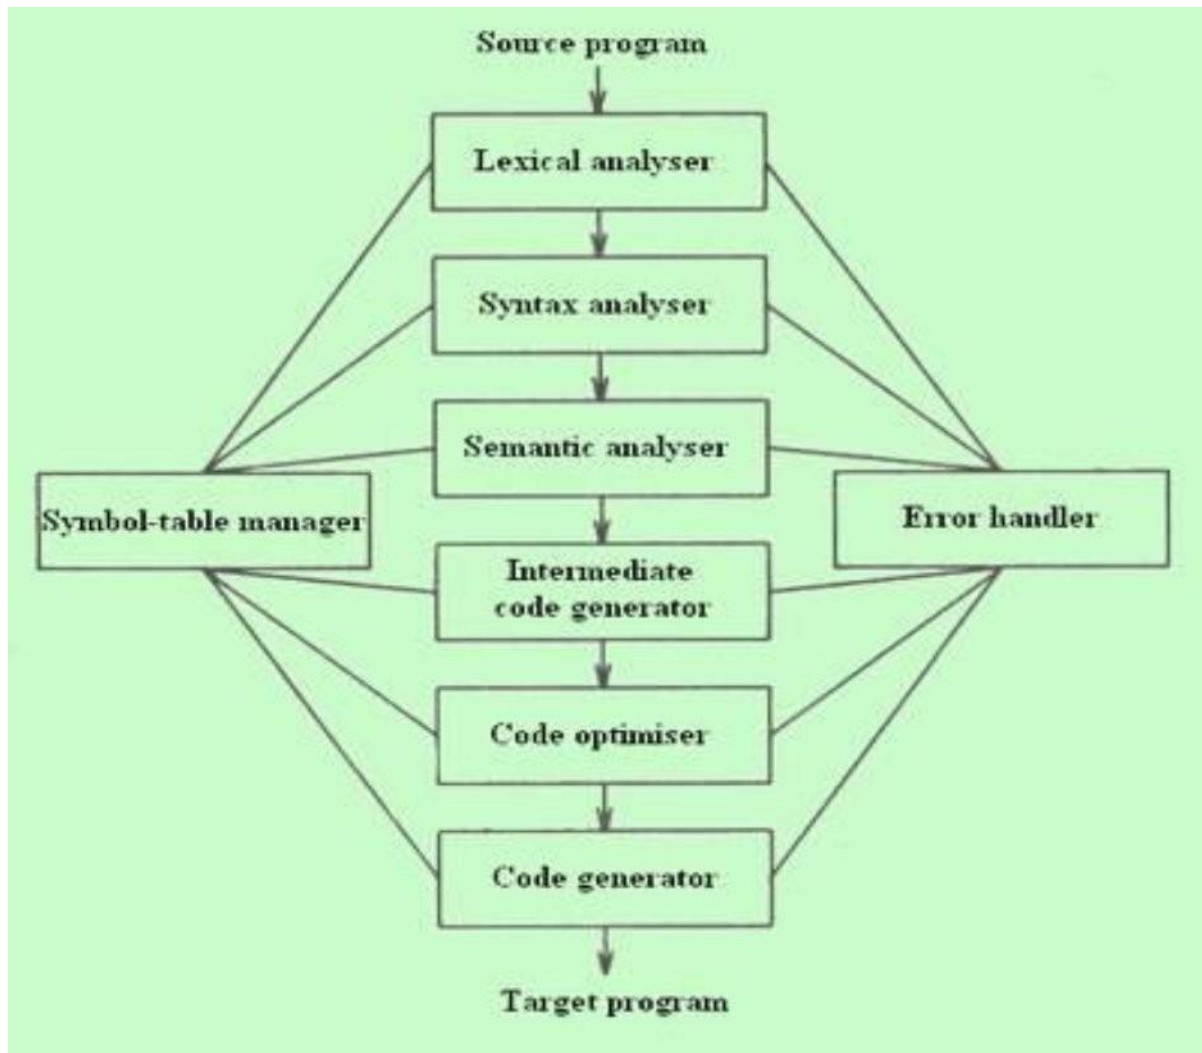 Source program
Lexical analyser
Syntax analyser
Semantic analyser
Symbol-table manager
Error handler
Intermediate
code generator
Code optimiser
Code generator
Target program